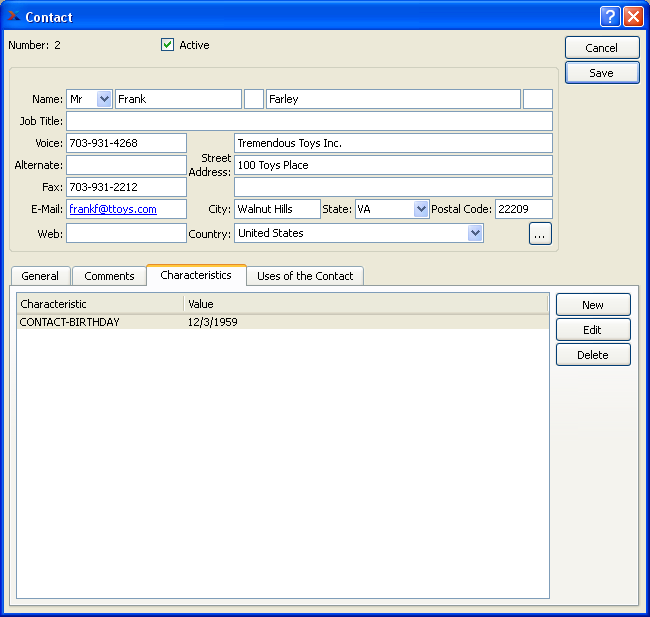 Contact
Number: 2 Active
Cancel
Save
Name: Mr Frank Farley
Job Title:
Voice: 703-931-4268 Tremendous Toys Inc.
Alternate: Street Address: 100 Toys Place
Fax: 703-931-2212
E-Mail: frankf@ttoys.com City: Walnut Hills State: VA Postal Code: 22209
Web: Country: United States ...
General Comments Characteristics Uses of the Contact
Characteristic Value
CONTACT-BIRTHDAY 12/3/1959
New
Edit
Delete